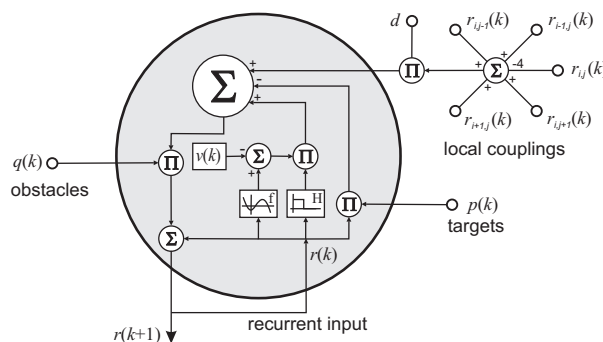 d
r_{i,j-1}(k)
r_{i-1,j}(k)
+
Σ
-
+
Π
+
Σ
-4
+
+
+
r_{i,j}(k)
r_{i+1,j}(k)
r_{i,j+1}(k)
local couplings
q(k)
obstacles
Π
v(k)
-
Σ
+
Π
f
H
Π
p(k)
targets
Σ
r(k)
r(k+1)
recurrent input